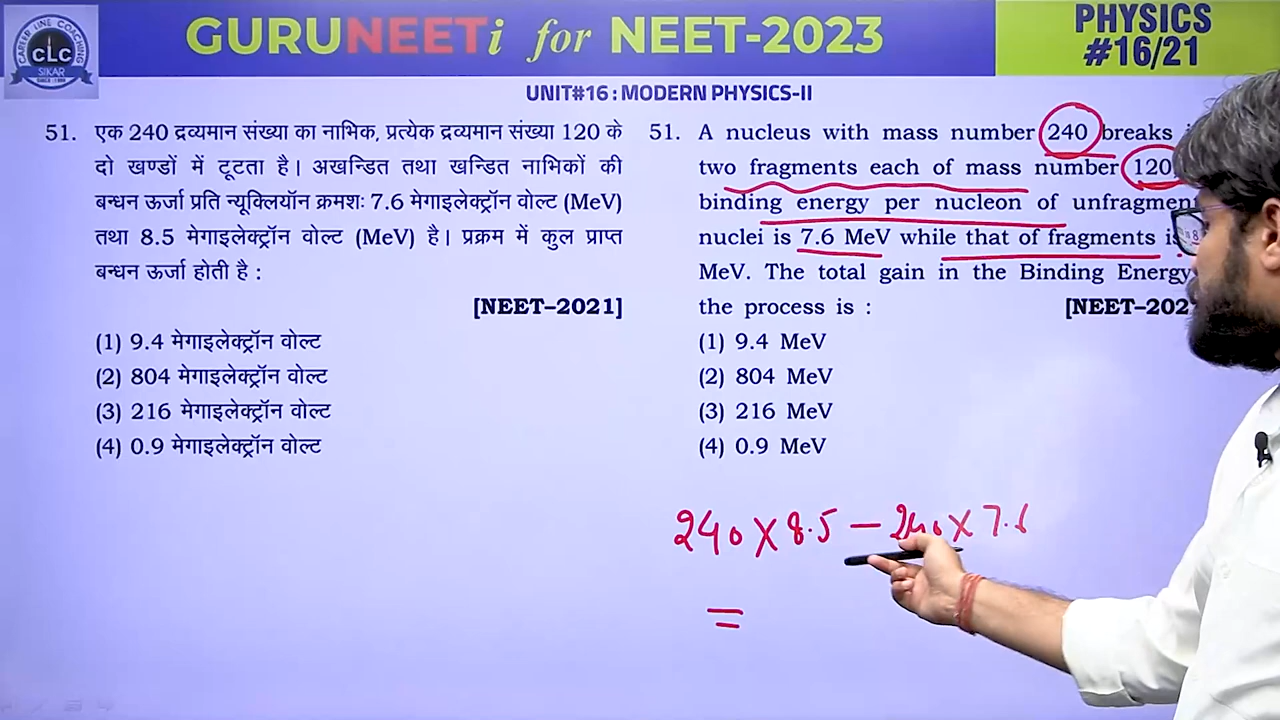 CAREER LINE COACHING
CLC
SIKAR
GURUNEETi for NEET-2023
PHYSICS
#16/21
UNIT#16 : MODERN PHYSICS-II
51. एक 240 द्रव्यमान संख्या का नाभिक, प्रत्येक द्रव्यमान संख्या 120 के
दो खण्डों में टूटता है। अखन्डित तथा खन्डित नाभिकों की
बन्धन ऊर्जा प्रति न्यूक्लियॉन क्रमशः 7.6 मेगाइलेक्ट्रॉन वोल्ट (MeV)
तथा 8.5 मेगाइलेक्ट्रॉन वोल्ट (MeV) है। प्रक्रम में कुल प्राप्त
बन्धन ऊर्जा होती है :
[NEET–2021]
(1) 9.4 मेगाइलेक्ट्रॉन वोल्ट
(2) 804 मेगाइलेक्ट्रॉन वोल्ट
(3) 216 मेगाइलेक्ट्रॉन वोल्ट
(4) 0.9 मेगाइलेक्ट्रॉन वोल्ट
51. A nucleus with mass number 240 breaks
two fragments each of mass number 120,
binding energy per nucleon of unfragmen
nuclei is 7.6 MeV while that of fragments is
MeV. The total gain in the Binding Energy
the process is :
[NEET–202
(1) 9.4 MeV
(2) 804 MeV
(3) 216 MeV
(4) 0.9 MeV
240 × 8.5 – 240 × 7.6
=